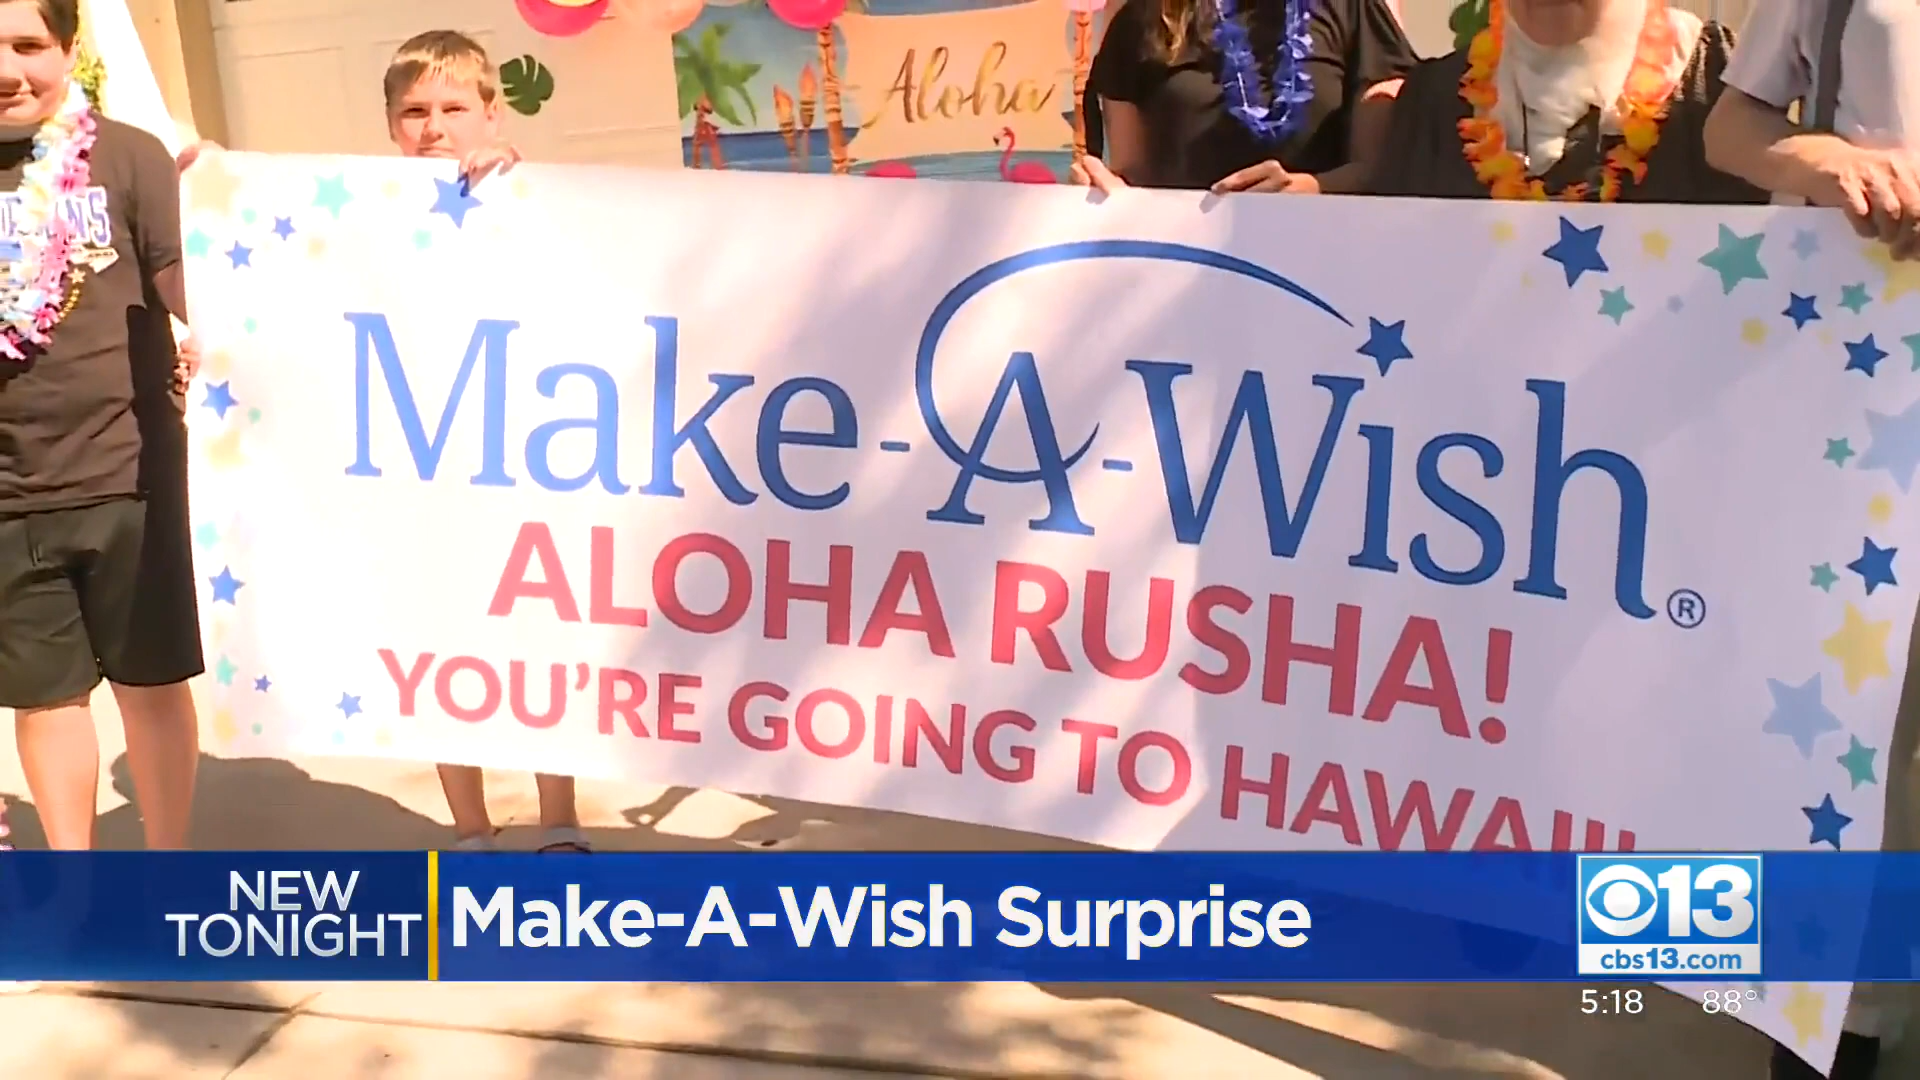 Aloha
Make-A-Wish®
ALOHA RUSHA!
YOU'RE GOING TO HAWAII!
NEW
TONIGHT
Make-A-Wish Surprise
13
cbs13.com
5:18 88°